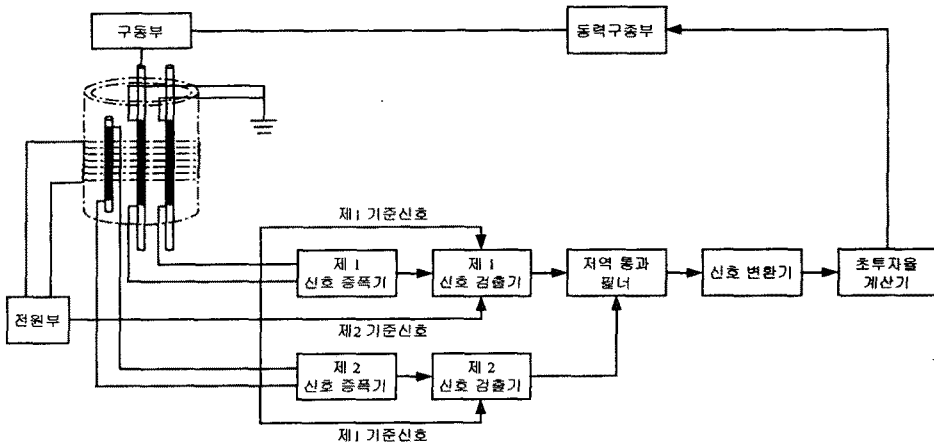 구동부
동력구종부
제1 기준신호
제 1
신호 증폭기
제 1
신호 검출기
저역 통과
필너
신호 변환기
초투자율
계산기
전원부
제2 기준신호
제 2
신호 증폭기
제 2
신호 검출기
제1 기준신호